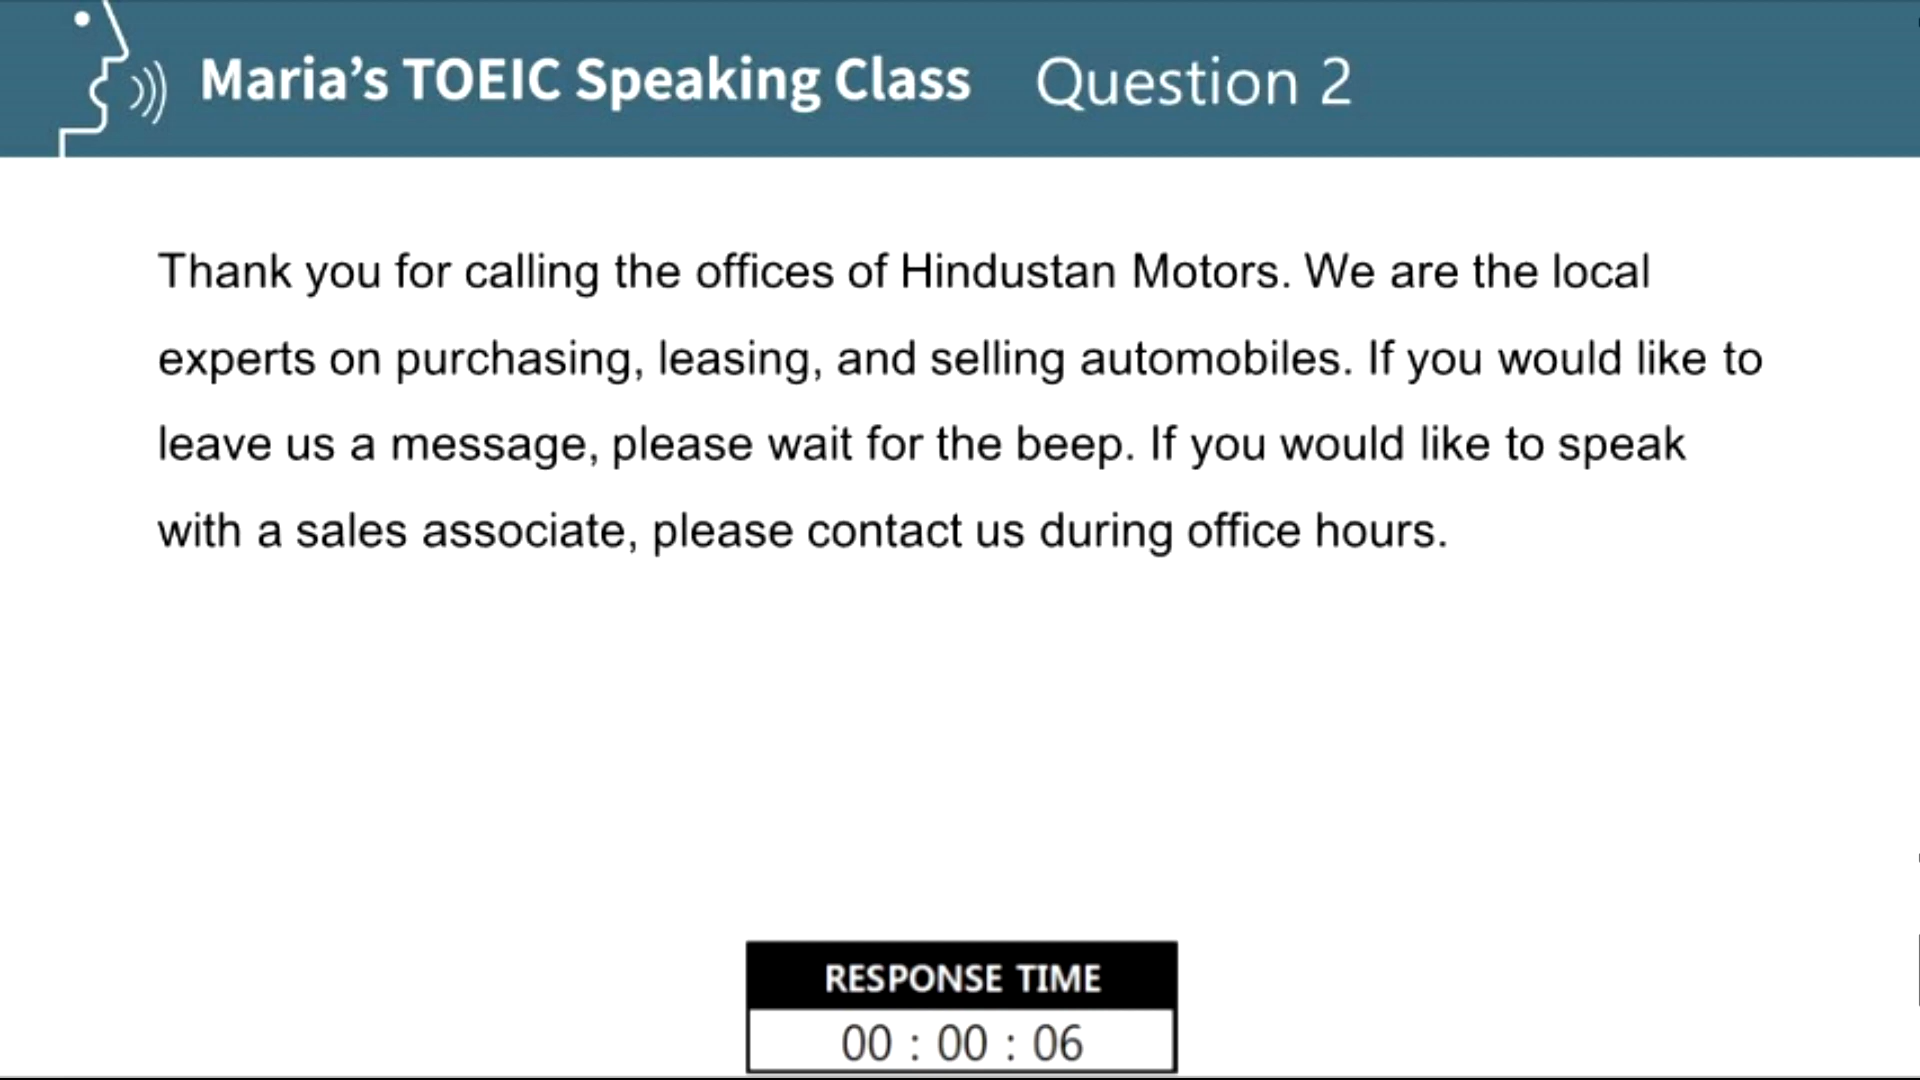 Maria’s TOEIC Speaking Class Question 2
Thank you for calling the offices of Hindustan Motors. We are the local
experts on purchasing, leasing, and selling automobiles. If you would like to
leave us a message, please wait for the beep. If you would like to speak
with a sales associate, please contact us during office hours.
RESPONSE TIME
00 : 00 : 06